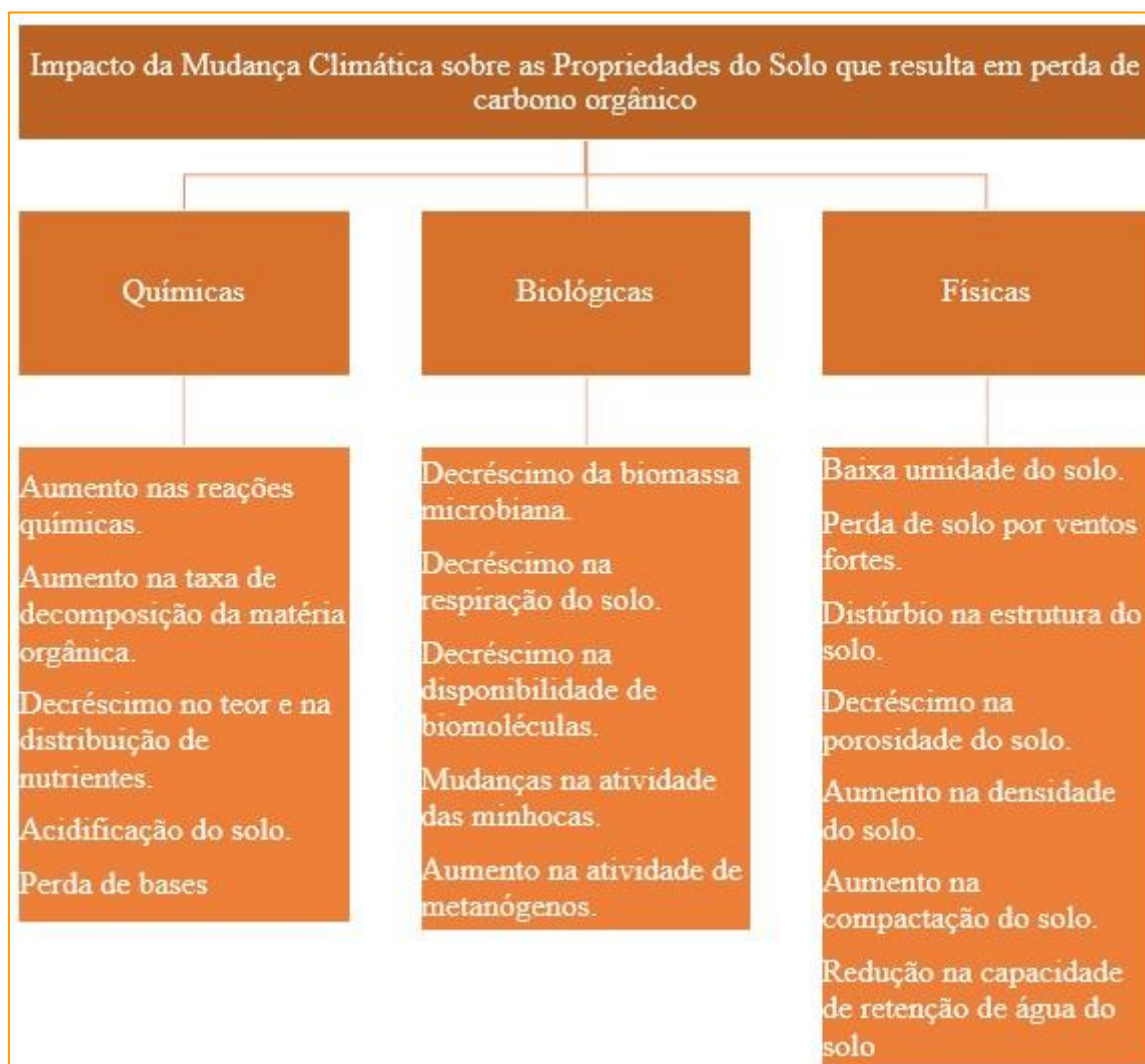 Impacto da Mudança Climática sobre as Propriedades do Solo que resulta em perda de
carbono orgânico
Químicas
Aumento nas reações
químicas.
Aumento na taxa de
decomposição da matéria
orgânica.
Decréscimo no teor e na
distribuição de
nutrientes.
Acidificação do solo.
Perda de bases
Biológicas
Decréscimo da biomassa
microbiana.
Decréscimo na
respiração do solo.
Decréscimo na
disponibilidade de
biomoléculas.
Mudanças na atividade
das minhocas.
Aumento na atividade de
metanógenos.
Físicas
Baixa umidade do solo.
Perda de solo por ventos
fortes.
Distúrbio na estrutura do
solo.
Decréscimo na
porosidade do solo.
Aumento na densidade
do solo.
Aumento na
compactação do solo.
Redução na capacidade
de retenção de água do
solo